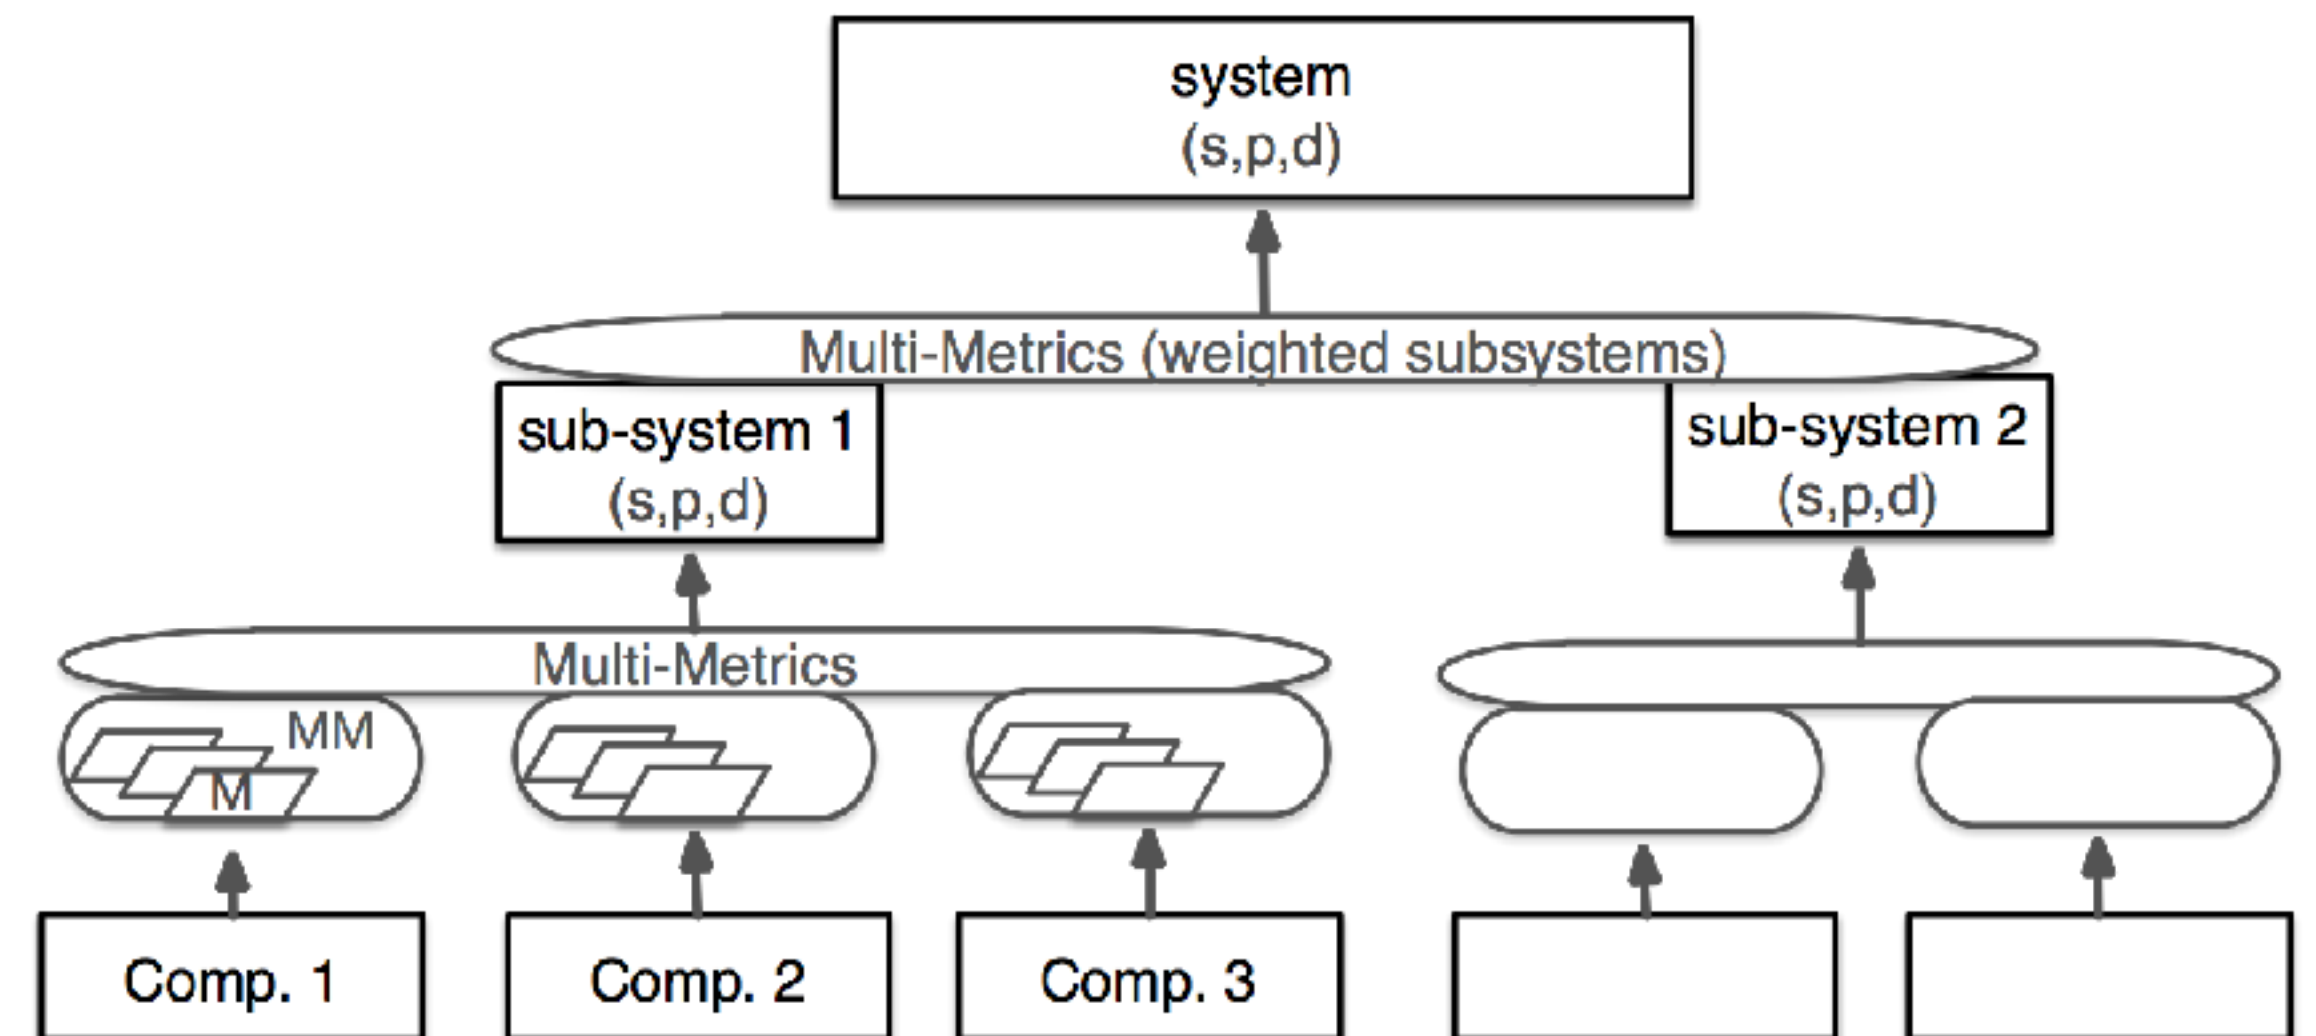 system
(s,p,d)
Multi-Metrics (weighted subsystems)
sub-system 1
(s,p,d)
sub-system 2
(s,p,d)
Multi-Metrics
MM
M
Comp. 1
Comp. 2
Comp. 3